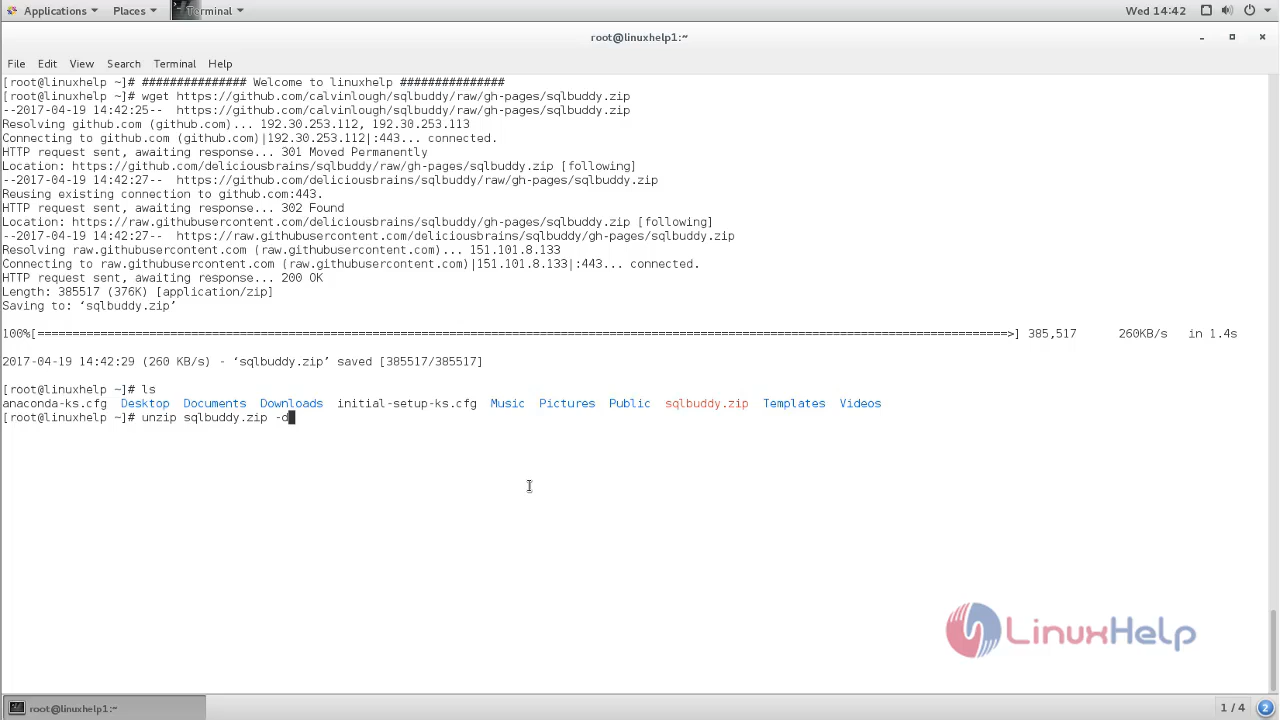 Applications Places Terminal Wed 14:42
root@linuxhelp1:~
File Edit View Search Terminal Help
[root@linuxhelp ~]# ############### Welcome to linuxhelp ###############
[root@linuxhelp ~]# wget https://github.com/calvinlough/sqlbuddy/raw/gh-pages/sqlbuddy.zip
--2017-04-19 14:42:25--  https://github.com/calvinlough/sqlbuddy/raw/gh-pages/sqlbuddy.zip
Resolving github.com (github.com)... 192.30.253.112, 192.30.253.113
Connecting to github.com (github.com)|192.30.253.112|:443... connected.
HTTP request sent, awaiting response... 301 Moved Permanently
Location: https://github.com/deliciousbrains/sqlbuddy/raw/gh-pages/sqlbuddy.zip [following]
--2017-04-19 14:42:27--  https://github.com/deliciousbrains/sqlbuddy/raw/gh-pages/sqlbuddy.zip
Reusing existing connection to github.com:443.
HTTP request sent, awaiting response... 302 Found
Location: https://raw.githubusercontent.com/deliciousbrains/sqlbuddy/gh-pages/sqlbuddy.zip [following]
--2017-04-19 14:42:27--  https://raw.githubusercontent.com/deliciousbrains/sqlbuddy/gh-pages/sqlbuddy.zip
Resolving raw.githubusercontent.com (raw.githubusercontent.com)... 151.101.8.133
Connecting to raw.githubusercontent.com (raw.githubusercontent.com)|151.101.8.133|:443... connected.
HTTP request sent, awaiting response... 200 OK
Length: 385517 (376K) [application/zip]
Saving to: ‘sqlbuddy.zip’
100%[===========================================================================================================================================>] 385,517      260KB/s   in 1.4s
2017-04-19 14:42:29 (260 KB/s) - ‘sqlbuddy.zip’ saved [385517/385517]
[root@linuxhelp ~]# ls
anaconda-ks.cfg  Desktop  Documents  Downloads  initial-setup-ks.cfg  Music  Pictures  Public  sqlbuddy.zip  Templates  Videos
[root@linuxhelp ~]# unzip sqlbuddy.zip -d
LinuxHelp
root@linuxhelp1:~ 1 / 4 2